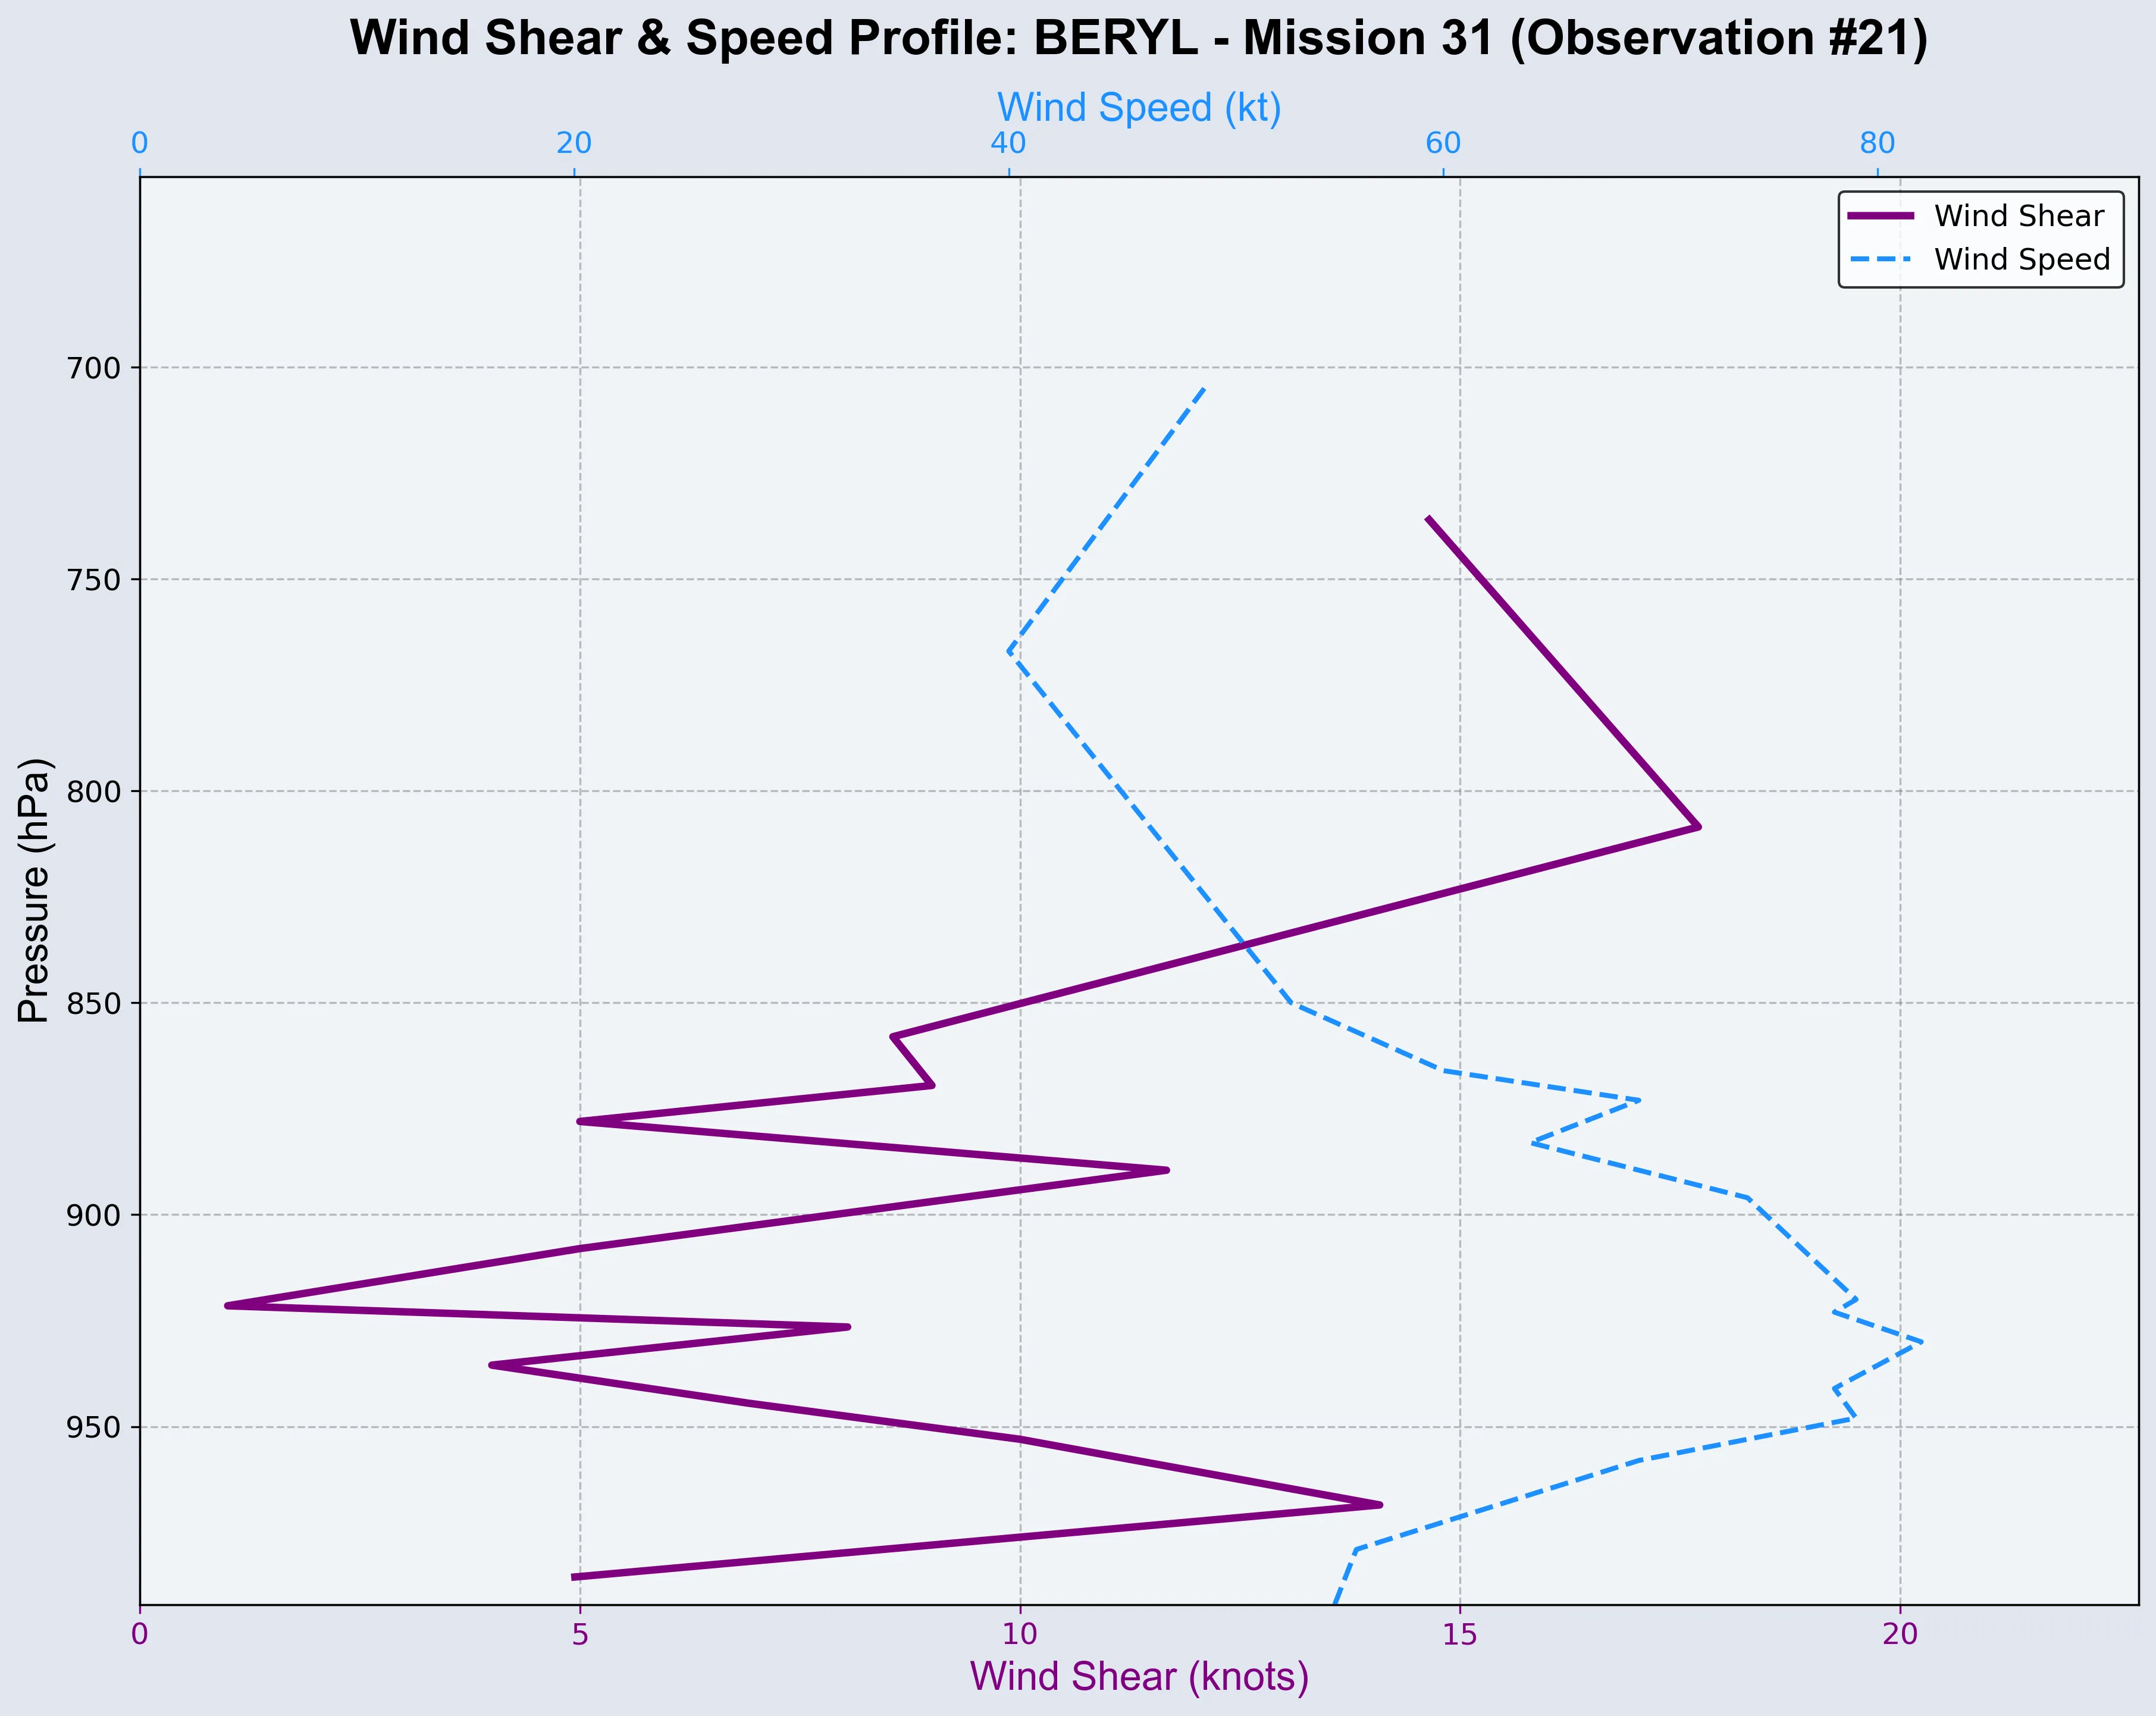 Wind Shear & Speed Profile: BERYL - Mission 31 (Observation #21)
Wind Speed (kt)
0 20 40 60 80
Wind Shear
Wind Speed
700
750
800
850
900
950
Pressure (hPa)
0 5 10 15 20
Wind Shear (knots)